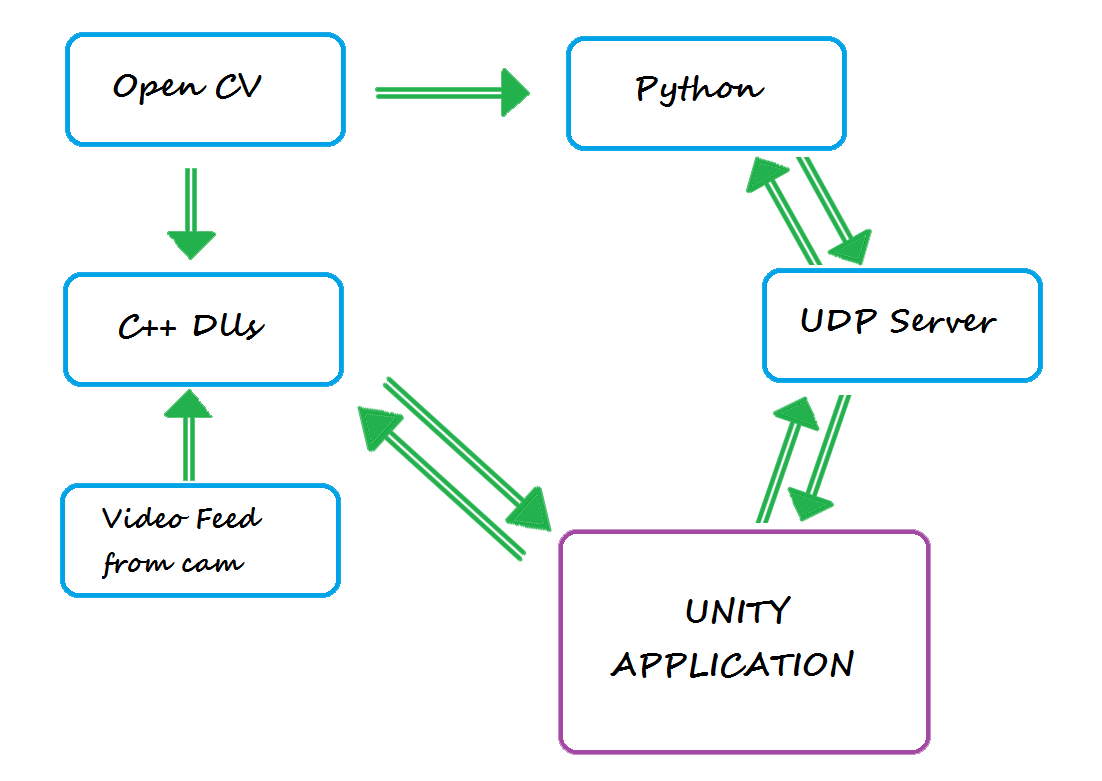 Open CV
Python
C++ Dlls
UDP Server
Video Feed
from cam
UNITY
APPLICATION